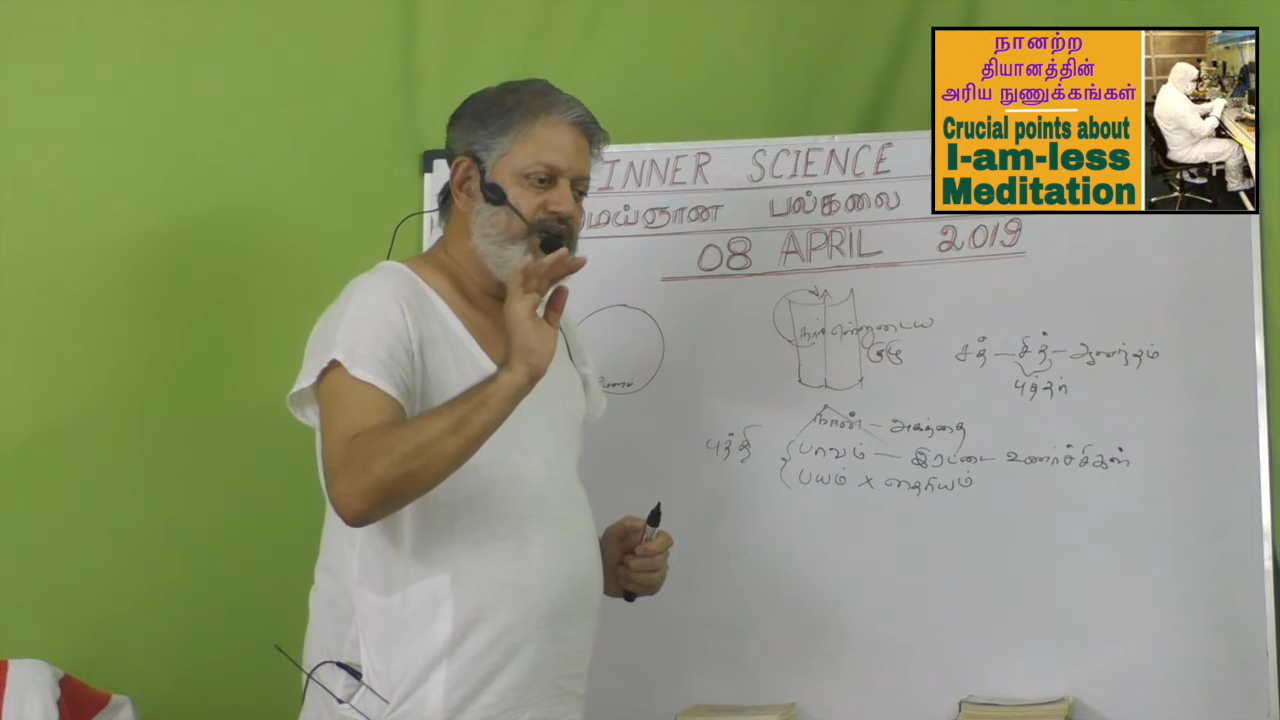 நானற்ற
தியானத்தின்
அரிய நுணுக்கங்கள்
Crucial points about
I-am-less
Meditation
INNER SCIENCE
மெய்ஞான பல்கலை
08 APRIL 2019
நான் என்னுடைய
சத் — சித் — ஆனந்தம்
நான் — அகந்தை
புத்தி பாவம் — இரட்டை உணர்ச்சிகள்
பயம் x தைரியம்